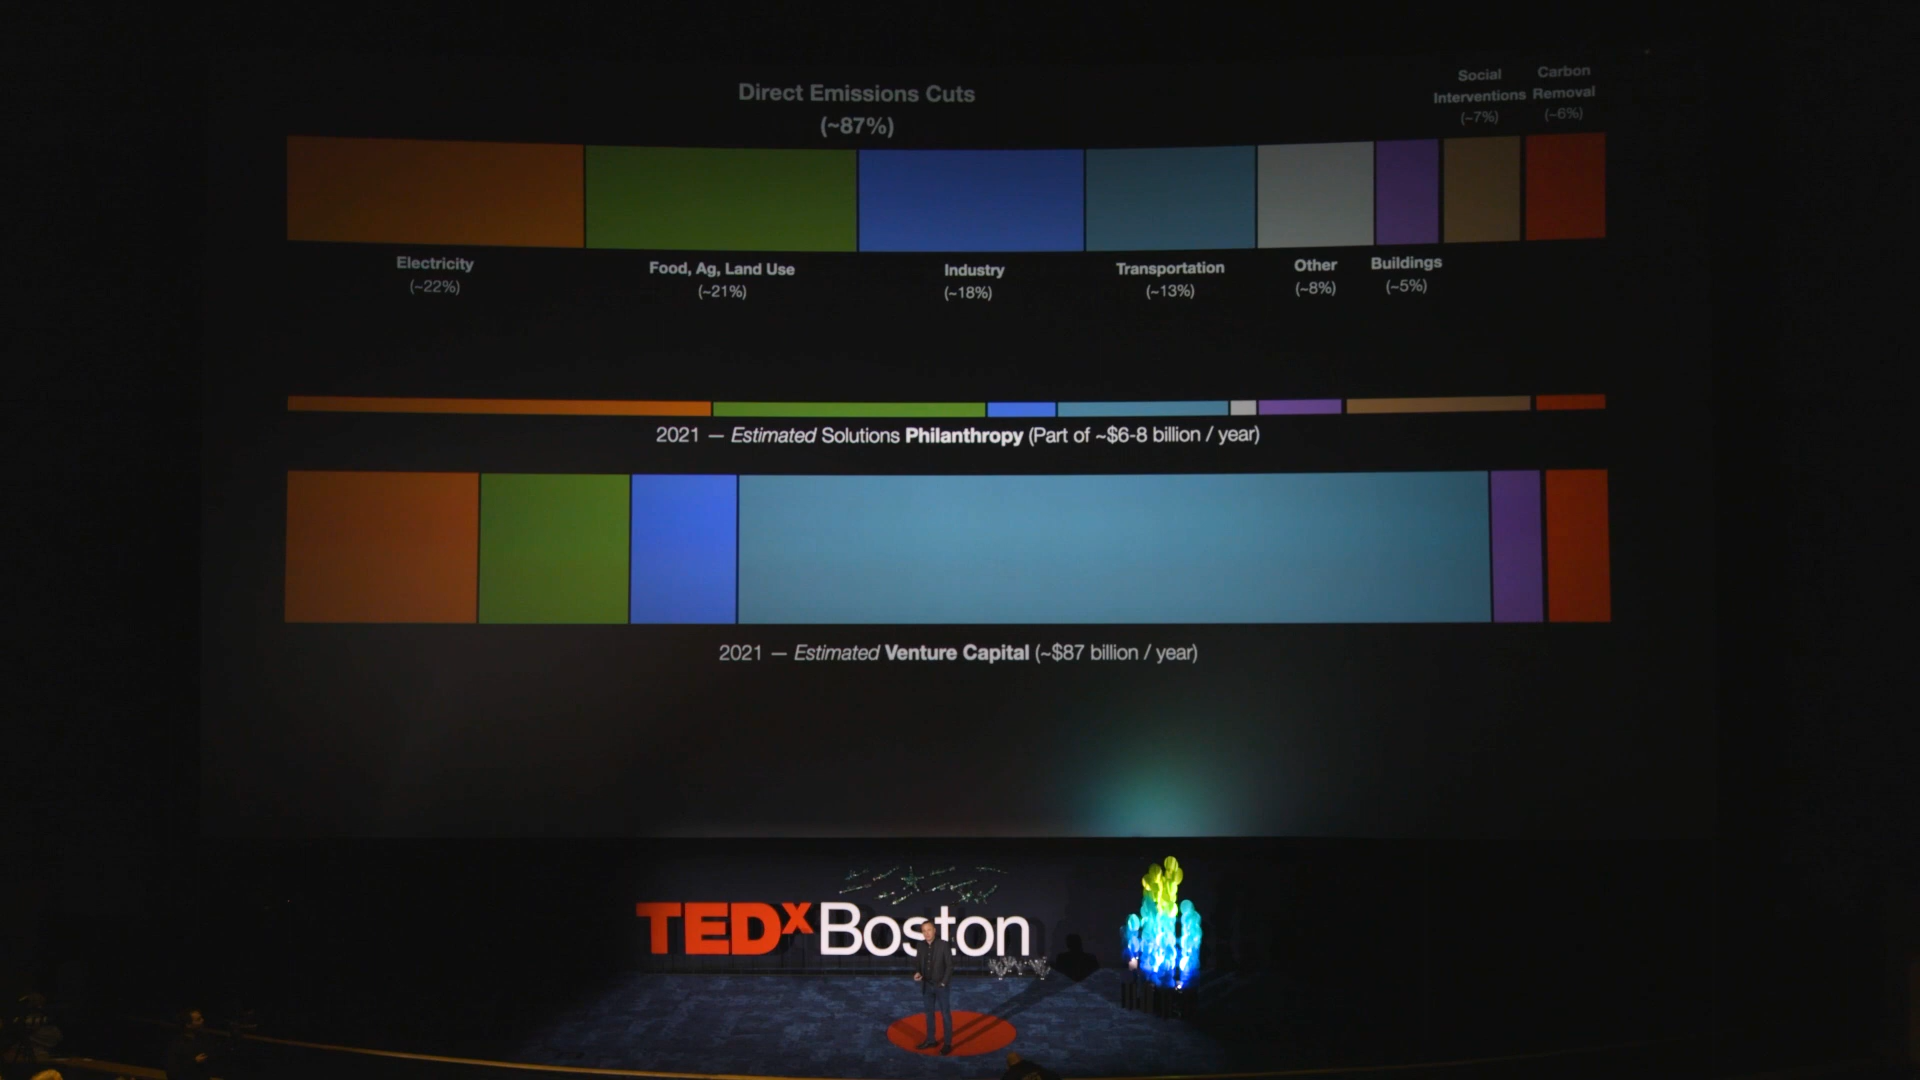 Direct Emissions Cuts
(~87%)
Social
Interventions
(~7%)
Carbon
Removal
(~6%)
Electricity
(~22%)
Food, Ag, Land Use
(~21%)
Industry
(~18%)
Transportation
(~13%)
Other
(~8%)
Buildings
(~5%)
2021 — Estimated Solutions Philanthropy (Part of ~$6-8 billion / year)
2021 — Estimated Venture Capital (~$87 billion / year)
TEDxBoston